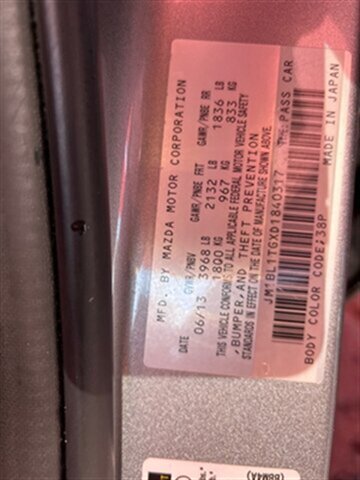 MFD. BY MAZDA MOTOR CORPORATION
DATE GVWR/PNBV GAWR/PNBE FRT GAWR/PNBE RR
06/13 3968 LB 2132 LB 1836 LB
1800 KG 967 KG 833 KG
THIS VEHICLE CONFORMS TO ALL APPLICABLE FEDERAL MOTOR VEHICLE SAFETY
,BUMPER,AND THEFT PREVENTION
STANDARDS IN EFFECT ON THE DATE OF MANUFACTURE SHOWN ABOVE
JM1BL1TGXD1840317 PASS CAR
BODY COLOR CODE:38P MADE IN JAPAN
(BBM4A)